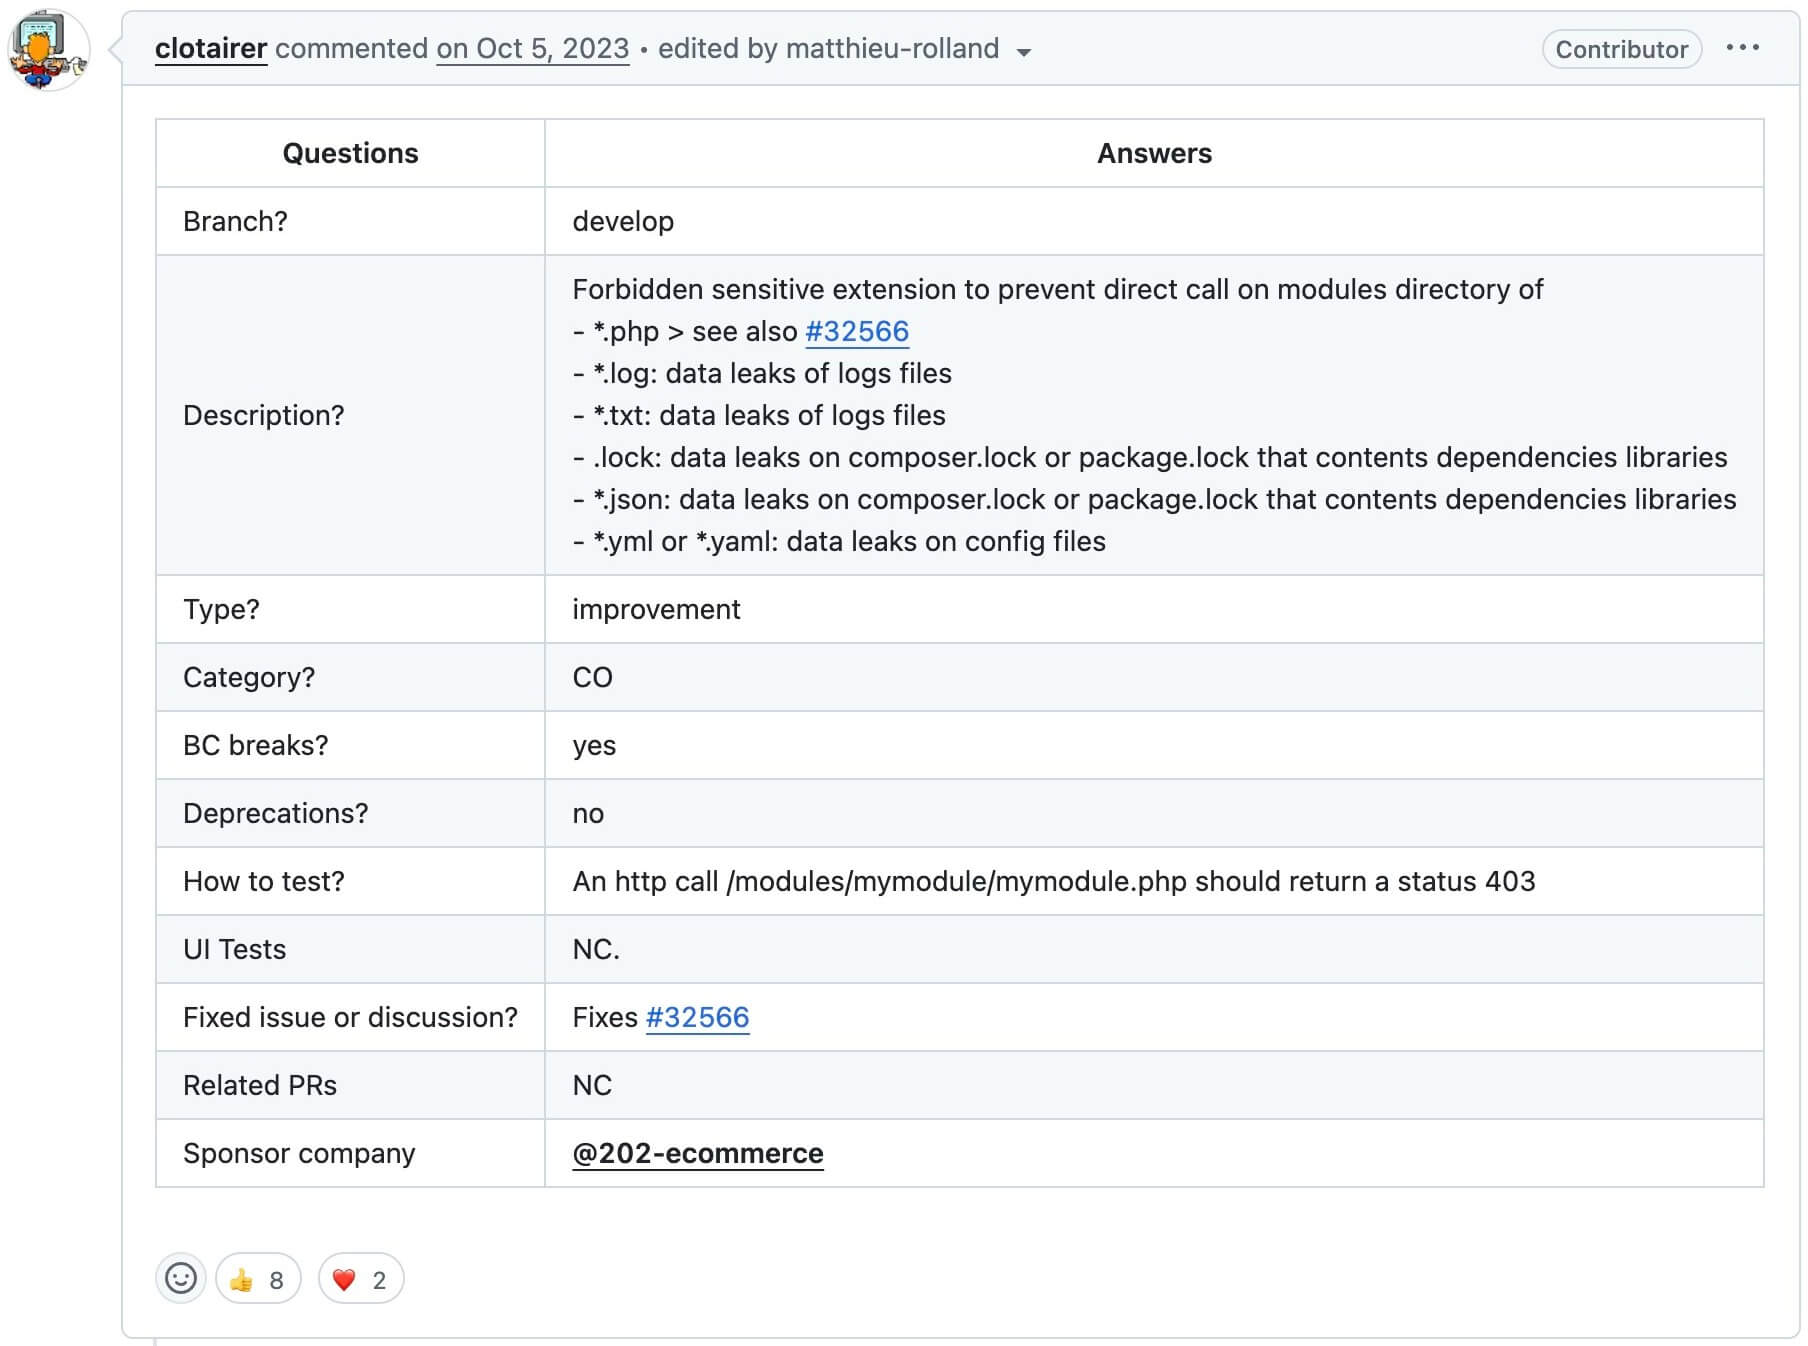 clotairer commented on Oct 5, 2023 • edited by matthieu-rolland
Contributor
Questions Answers
Branch? develop
Description?
Forbidden sensitive extension to prevent direct call on modules directory of
- *.php > see also #32566
- *.log: data leaks of logs files
- *.txt: data leaks of logs files
- .lock: data leaks on composer.lock or package.lock that contents dependencies libraries
- *.json: data leaks on composer.lock or package.lock that contents dependencies libraries
- *.yml or *.yaml: data leaks on config files
Type? improvement
Category? CO
BC breaks? yes
Deprecations? no
How to test? An http call /modules/mymodule/mymodule.php should return a status 403
UI Tests NC.
Fixed issue or discussion? Fixes #32566
Related PRs NC
Sponsor company @202-ecommerce
👍 8 ❤️ 2